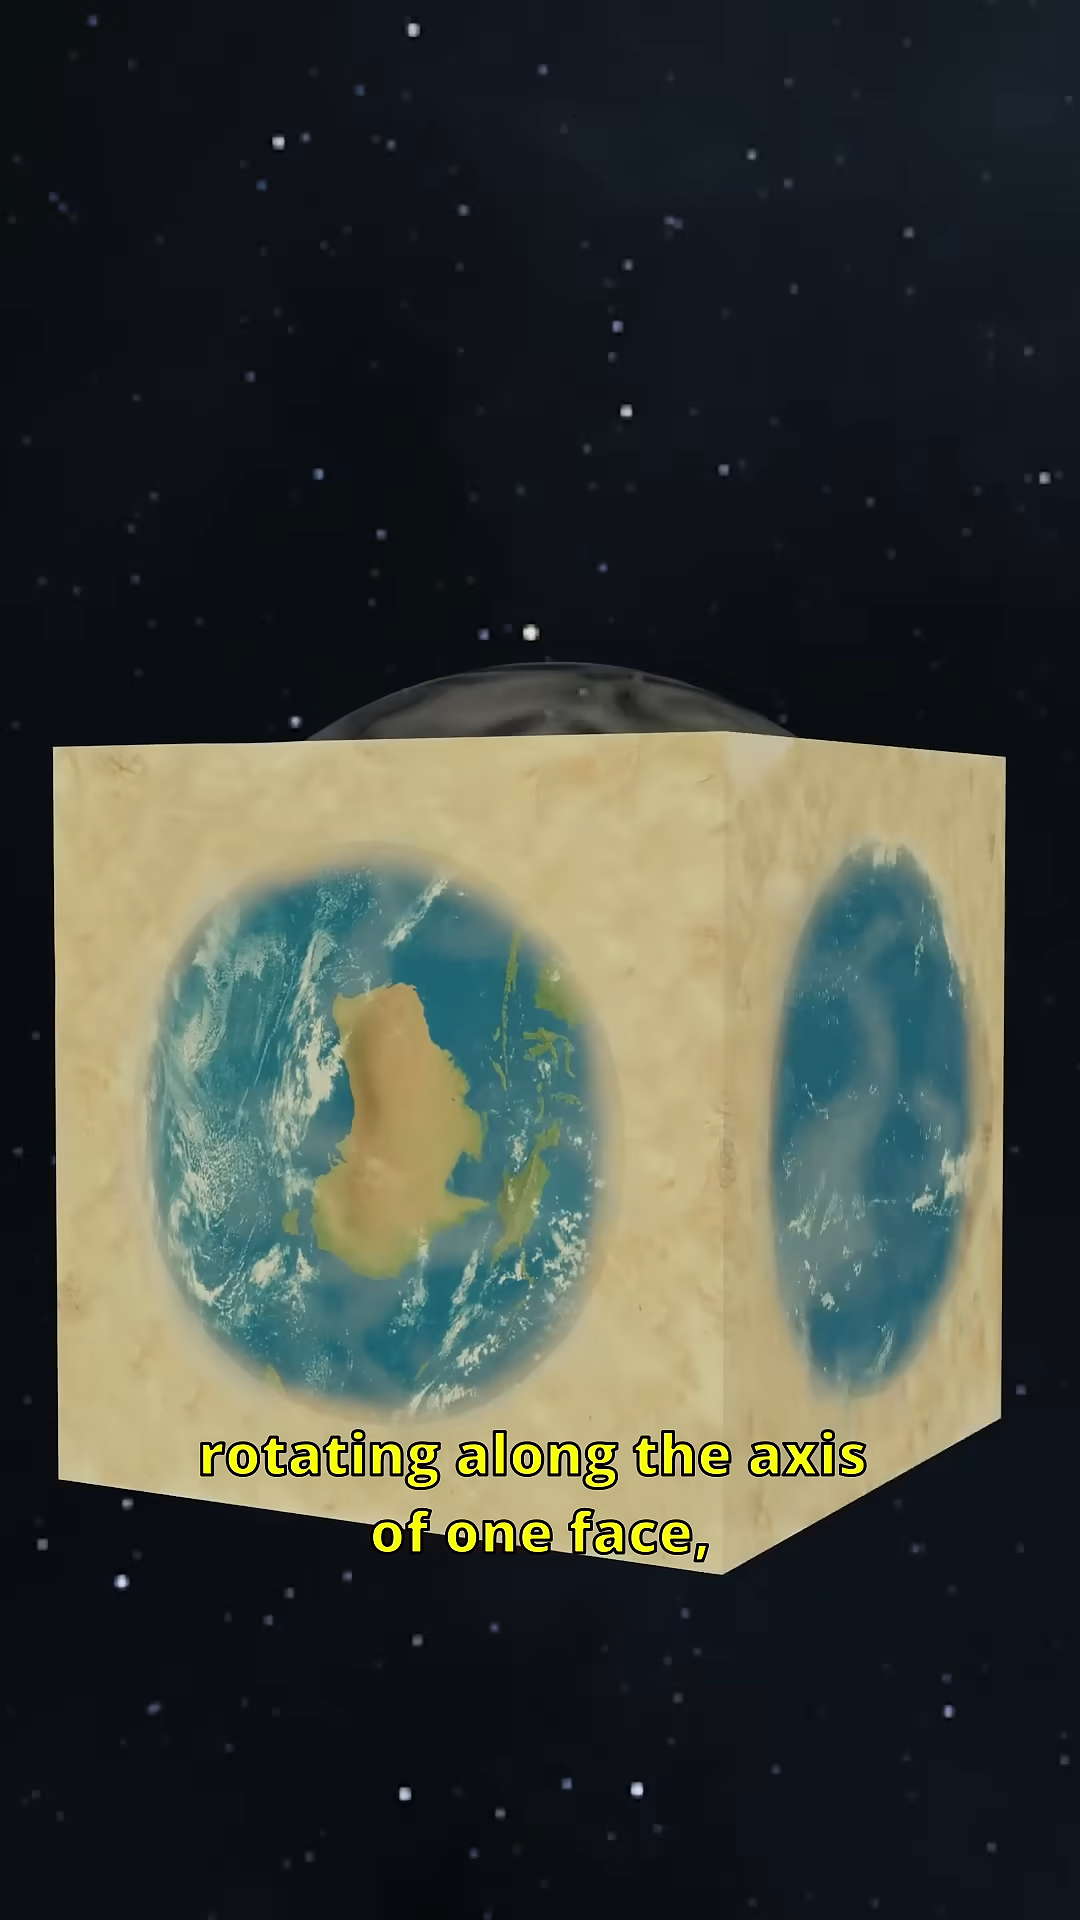 rotating along the axis
of one face,